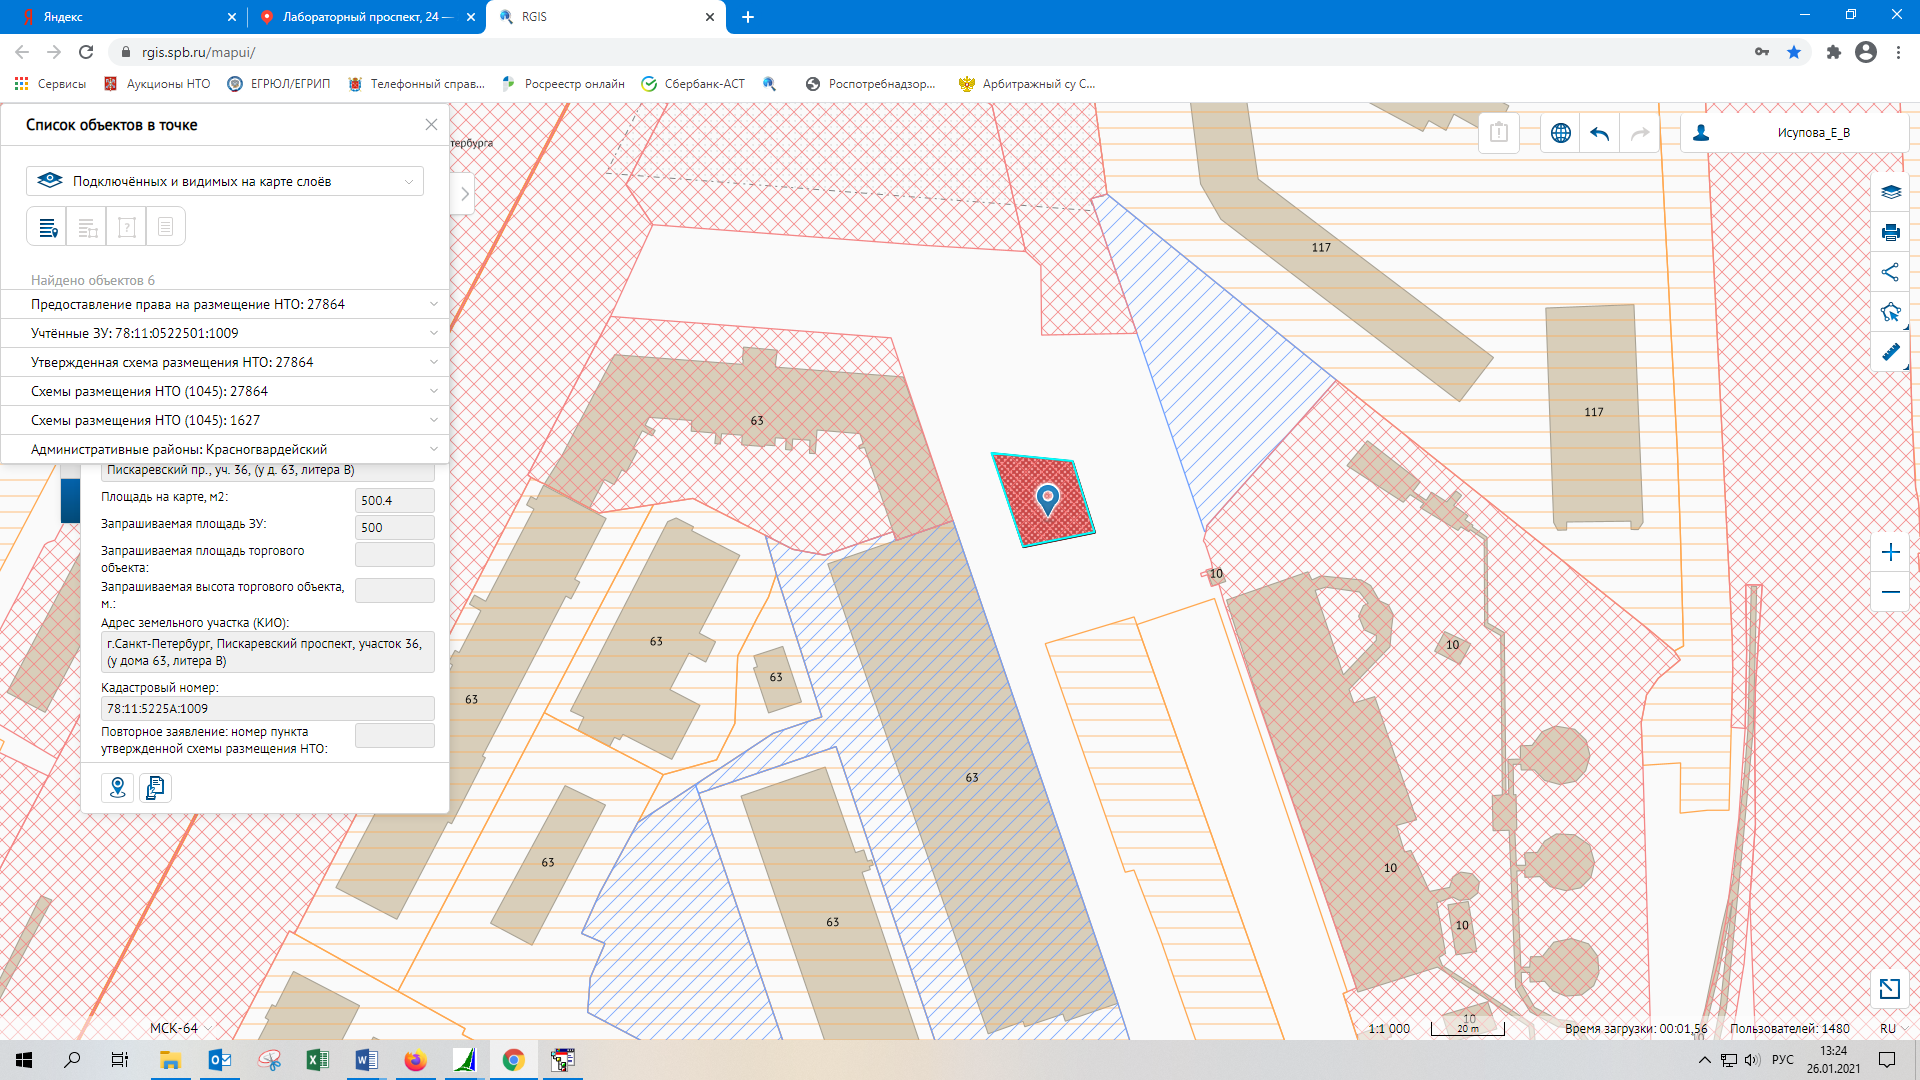 Яндекс
Лабораторный проспект, 24 —
RGIS
rgis.spb.ru/mapui/
Сервисы
Аукционы НТО
ЕГРЮЛ/ЕГРИП
Телефонный справ...
Росреестр онлайн
Сбербанк-АСТ
Роспотребнадзор...
Арбитражный су С...
Список объектов в точке
тербурга
Исупова_Е_В
Подключённых и видимых на карте слоёв
Найдено объектов 6
Предоставление права на размещение НТО: 27864
Учтённые ЗУ: 78:11:0522501:1009
Утвержденная схема размещения НТО: 27864
Схемы размещения НТО (1045): 27864
Схемы размещения НТО (1045): 1627
Административные районы: Красногвардейский
Пискаревский пр., уч. 36, (у д. 63, литера В)
Площадь на карте, м2:
500.4
Запрашиваемая площадь ЗУ:
500
Запрашиваемая площадь торгового
объекта:
Запрашиваемая высота торгового объекта,
м.:
Адрес земельного участка (КИО):
г.Санкт-Петербург, Пискаревский проспект, участок 36,
(у дома 63, литера В)
Кадастровый номер:
78:11:5225А:1009
Повторное заявление: номер пункта
утвержденной схемы размещения НТО:
117
117
63
10
63
10
63
63
63
63
10
63
10
10
МСК-64
1:1 000
20 m
Время загрузки: 00:01,56
Пользователей: 1480
RU
РУС
13:24
26.01.2021